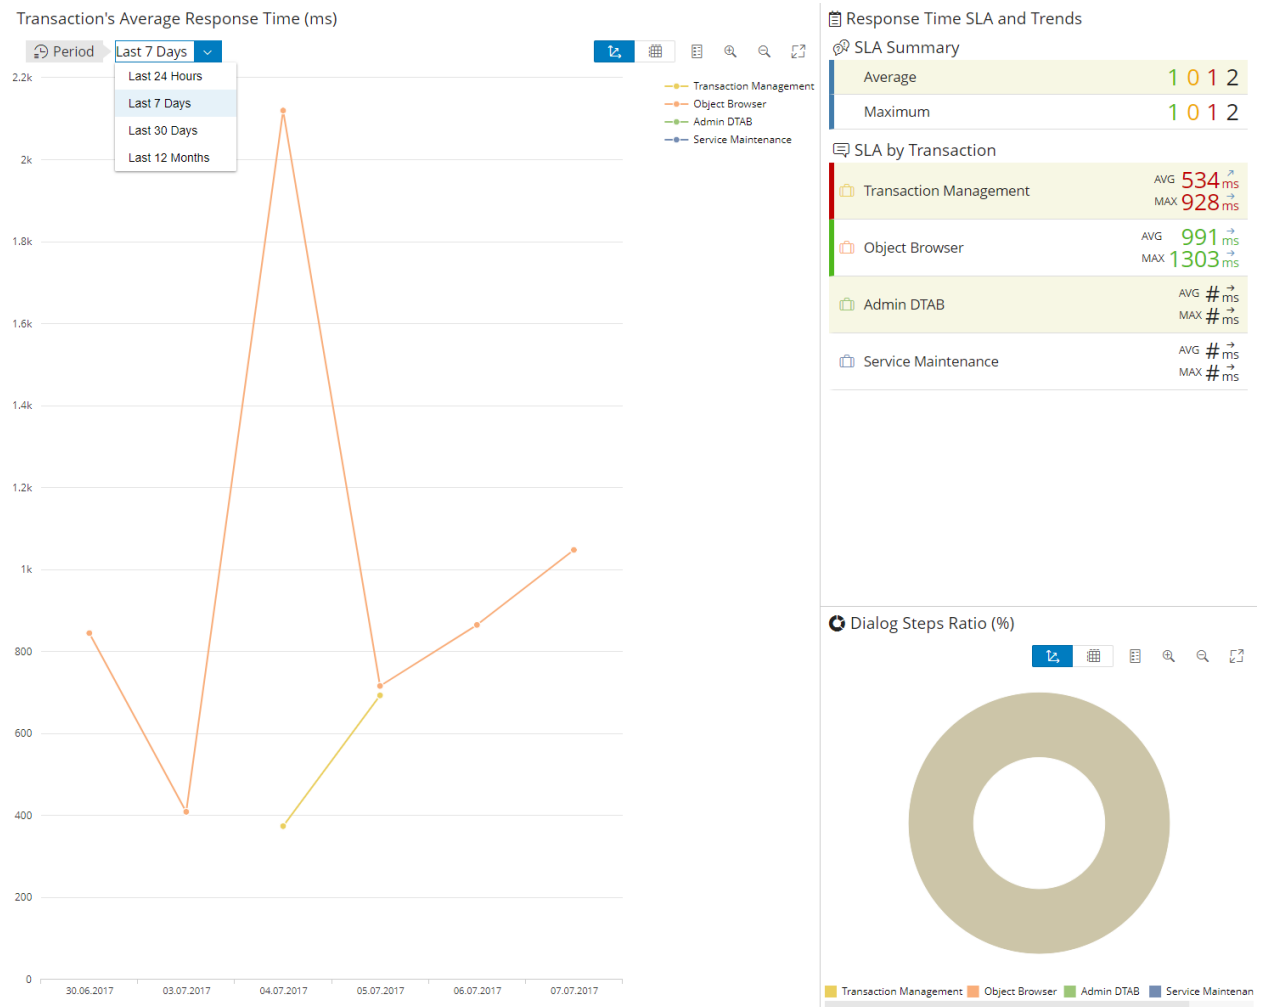 Transaction's Average Response Time (ms)
Period
Last 7 Days
Last 24 Hours
Last 7 Days
Last 30 Days
Last 12 Months
2.2k
2k
1.8k
1.6k
1.4k
1.2k
1k
800
600
400
200
0
30.06.2017
03.07.2017
04.07.2017
05.07.2017
06.07.2017
07.07.2017
Transaction Management
Object Browser
Admin DTAB
Service Maintenance
Response Time SLA and Trends
SLA Summary
Average 1 0 1 2
Maximum 1 0 1 2
SLA by Transaction
Transaction Management
AVG 534 ms
MAX 928 ms
Object Browser
AVG 991 ms
MAX 1303 ms
Admin DTAB
AVG # ms
MAX # ms
Service Maintenance
AVG # ms
MAX # ms
Dialog Steps Ratio (%)
Transaction Management Object Browser Admin DTAB Service Maintenan